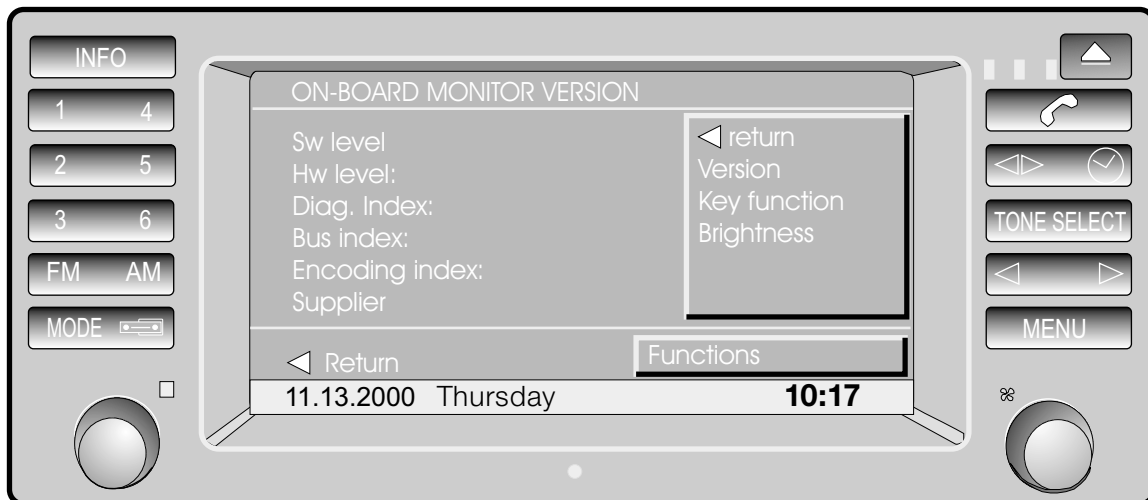 INFO
1 4
2 5
3 6
FM AM
MODE
ON-BOARD MONITOR VERSION
Sw level
Hw level:
Diag. Index:
Bus index:
Encoding index:
Supplier
return
Version
Key function
Brightness
Return
Functions
11.13.2000 Thursday 10:17
TONE SELECT
MENU